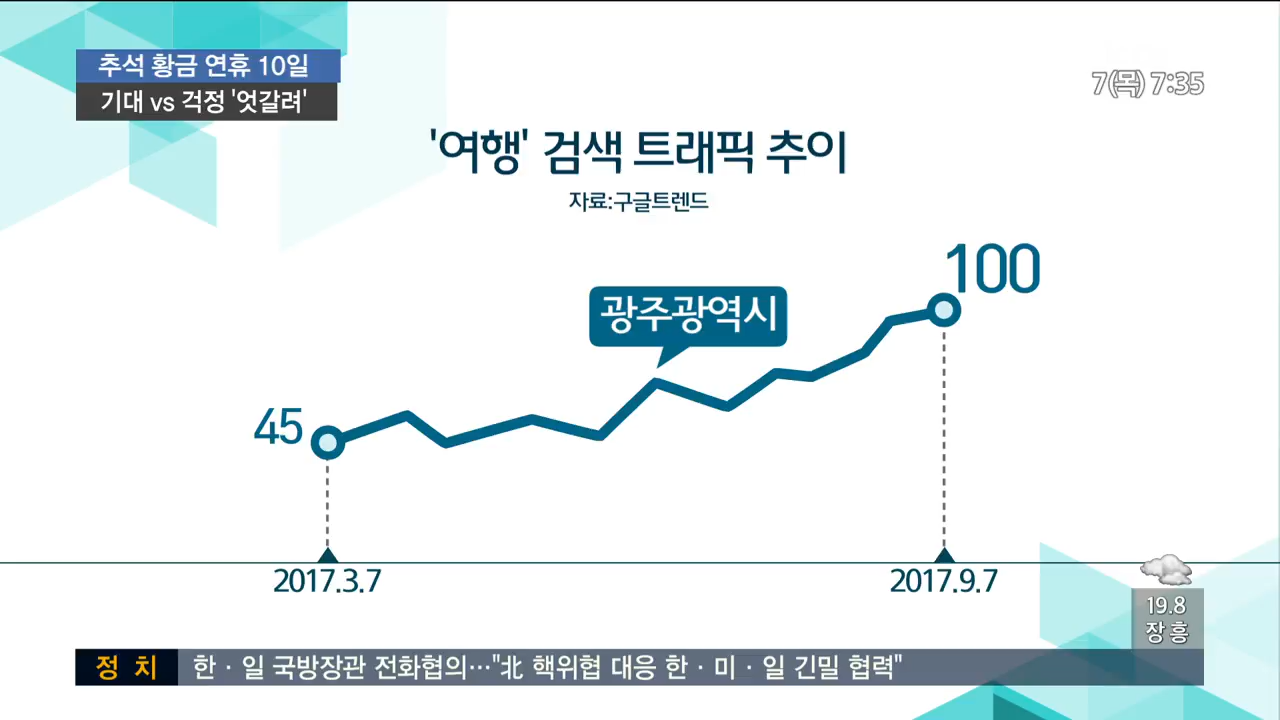 추석 황금 연휴 10일
기대 vs 걱정 '엇갈려'
7(목) 7:35
'여행' 검색 트래픽 추이
자료:구글트렌드
100
광주광역시
45
2017.3.7
2017.9.7
19.8
장흥
정 치
한·일 국방장관 전화협의…"北 핵위협 대응 한·미·일 긴밀 협력"